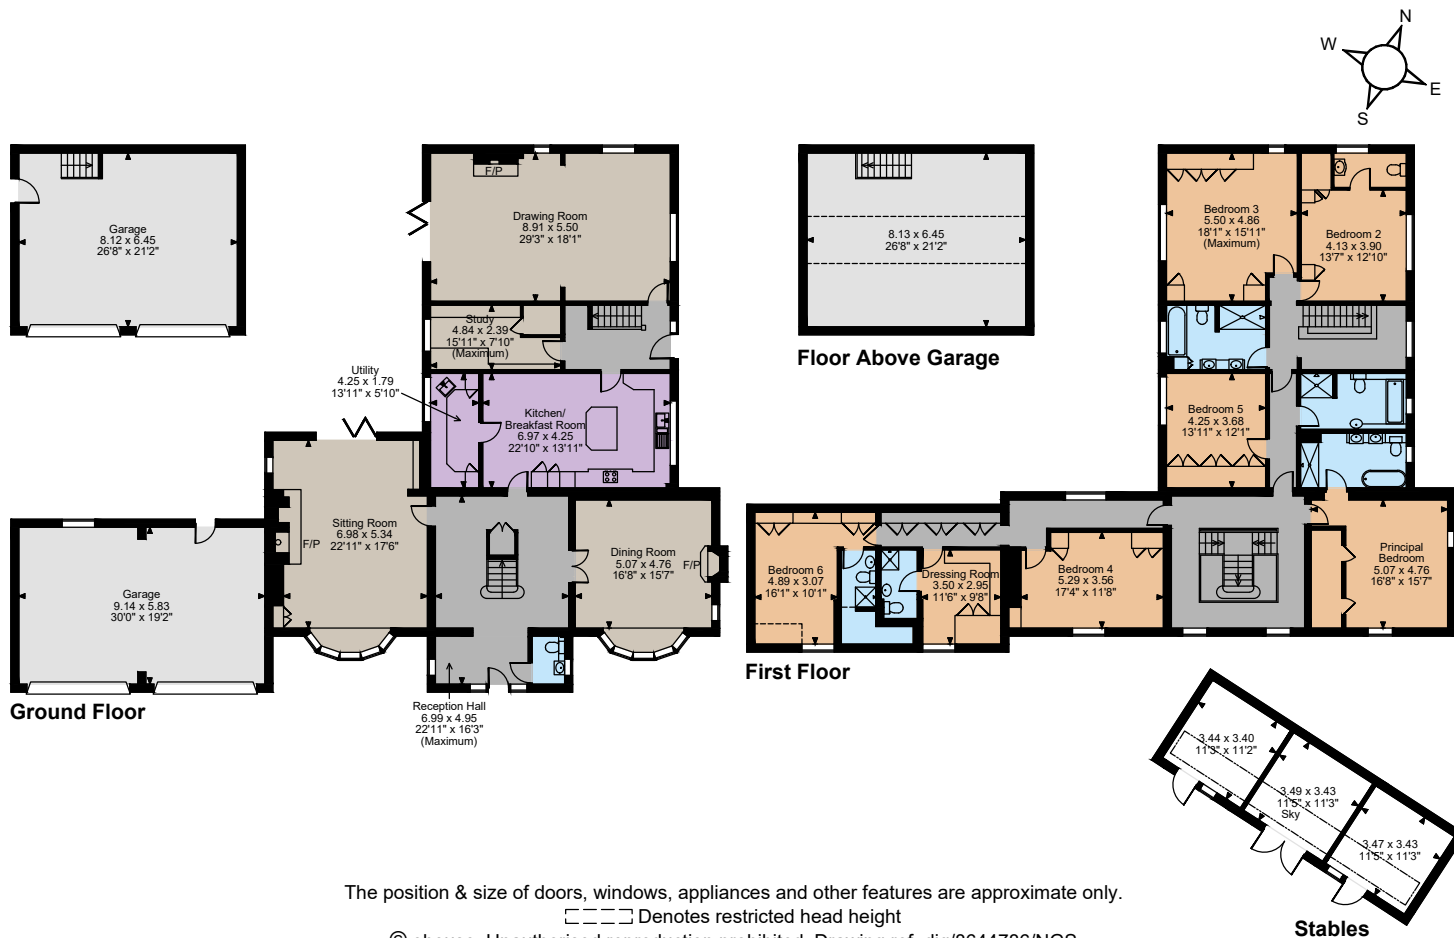 N
W
E
S
Garage
8.12 x 6.45
26'8" x 21'2"
F/P
Drawing Room
8.91 x 5.50
29'3" x 18'1"
Study
4.84 x 2.39
15'11" x 7'10"
(Maximum)
Utility
4.25 x 1.79
13'11" x 5'10"
Kitchen/
Breakfast Room
6.97 x 4.25
22'10" x 13'11"
Sitting Room
6.98 x 5.34
22'11" x 17'6"
F/P
Dining Room
5.07 x 4.76
16'8" x 15'7"
F/P
Garage
9.14 x 5.83
30'0" x 19'2"
Reception Hall
6.99 x 4.95
22'11" x 16'3"
(Maximum)
Ground Floor
8.13 x 6.45
26'8" x 21'2"
Floor Above Garage
Bedroom 3
5.50 x 4.86
18'1" x 15'11"
(Maximum)
Bedroom 2
4.13 x 3.90
13'7" x 12'10"
Bedroom 5
4.25 x 3.68
13'11" x 12'1"
Bedroom 6
4.89 x 3.07
16'1" x 10'1"
Dressing Room
3.50 x 2.95
11'6" x 9'8"
Bedroom 4
5.29 x 3.56
17'4" x 11'8"
Principal
Bedroom
5.07 x 4.76
16'8" x 15'7"
First Floor
3.44 x 3.40
11'3" x 11'2"
3.49 x 3.43
11'5" x 11'3"
Sky
3.47 x 3.43
11'5" x 11'3"
Stables
The position & size of doors, windows, appliances and other features are approximate only.
Denotes restricted head height